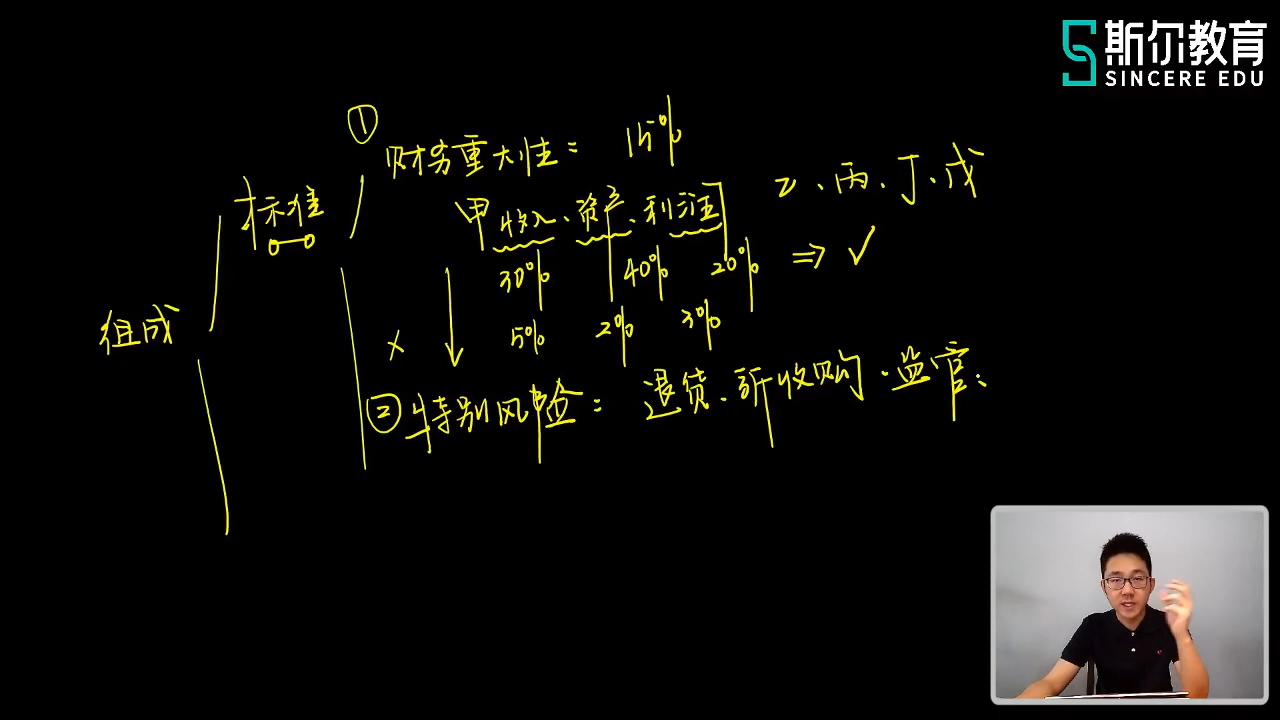 斯尔教育
SINCERE EDU
①
财务重大性：15%
标准
甲 收入、资产、利润 乙、丙、丁、戊
30% 40% 20% ⇒ ✓
组成
× 5% 2% 3%
②特别风险：退货、新收购、监管；